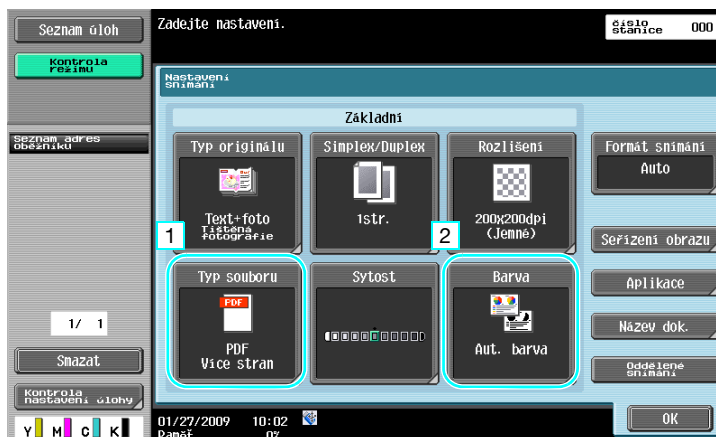 Seznam úloh
Zadejte nastavení.
číslo stanice 000
Kontrola režimu
Nastavení snímání
Základní
Seznam adres oběžníku
Typ originálu
Simplex/Duplex
Rozlišení
Formát snímání
Auto
Text+foto
Tištěná fotografie
1str.
200x200dpi
(Jemné)
1
2
Seřízení obrazu
Typ souboru
Sytost
Barva
Aplikace
PDF
1/ 1
PDF
Více stran
Aut. barva
Název dok.
Smazat
Oddělené snímání
Kontrola nastavení úlohy
OK
01/27/2009 10:02
Y M C K
Paměť 0%